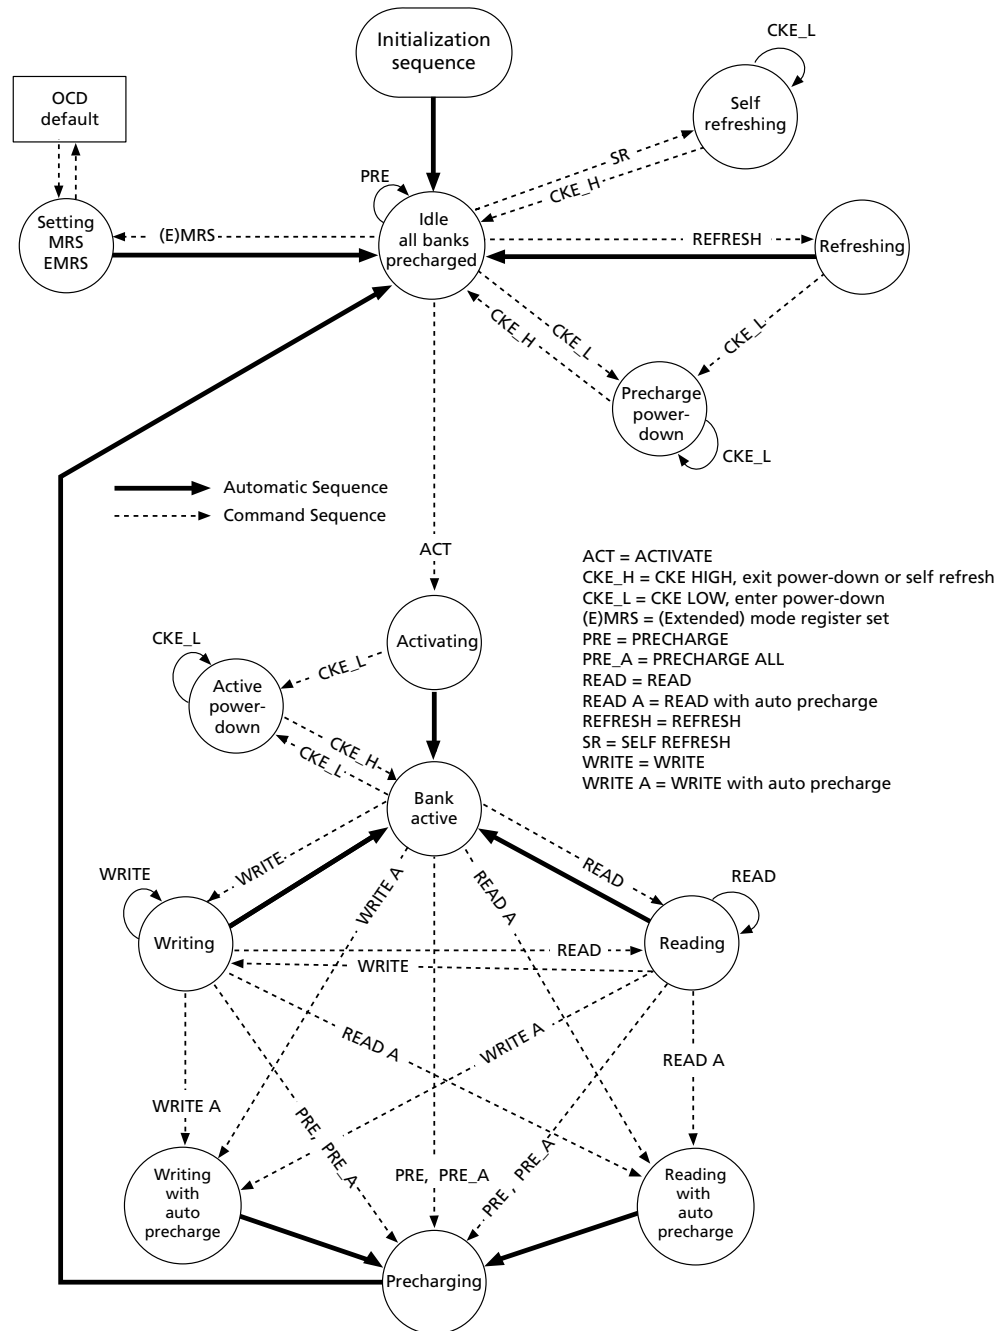 Initialization
sequence
CKE_L
OCD
default
Self
refreshing
SR
CKE_H
PRE
Setting
MRS
EMRS
(E)MRS
Idle
all banks
precharged
REFRESH
Refreshing
CKE_H
CKE_L
CKE_L
Precharge
power-
down
CKE_L
Automatic Sequence
Command Sequence
ACT
ACT = ACTIVATE
CKE_H = CKE HIGH, exit power-down or self refresh
CKE_L = CKE LOW, enter power-down
(E)MRS = (Extended) mode register set
PRE = PRECHARGE
PRE_A = PRECHARGE ALL
READ = READ
READ A = READ with auto precharge
REFRESH = REFRESH
SR = SELF REFRESH
WRITE = WRITE
WRITE A = WRITE with auto precharge
Activating
CKE_L
CKE_L
Active
power-
down
CKE_H
CKE_L
Bank
active
WRITE
WRITE
WRITE A
READ A
READ
READ
Writing
READ
WRITE
Reading
READ A
WRITE A
READ A
WRITE A
PRE, PRE_A
PRE, PRE_A
PRE , PRE_A
Writing
with
auto
precharge
Reading
with
auto
precharge
Precharging